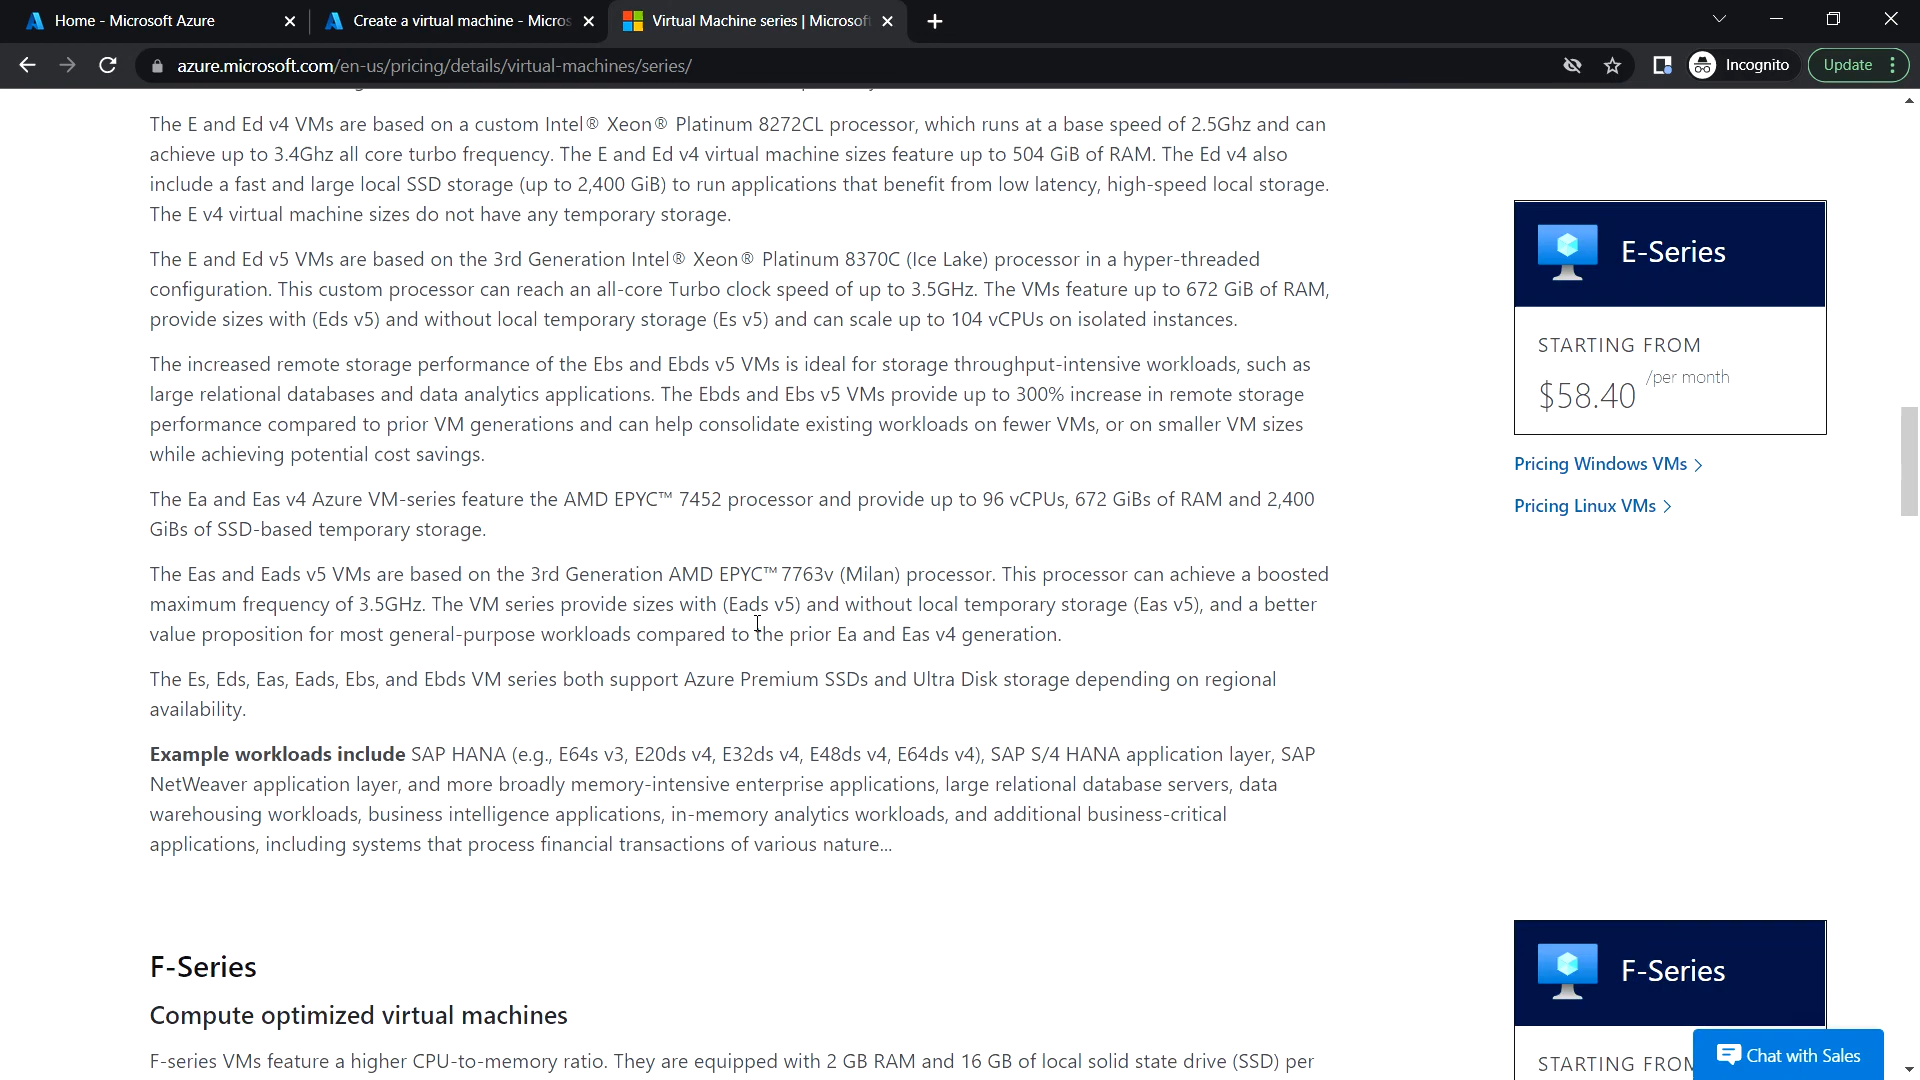 Home - Microsoft Azure
Create a virtual machine - Micros
Virtual Machine series | Microsoft
azure.microsoft.com/en-us/pricing/details/virtual-machines/series/
Incognito
Update
The E and Ed v4 VMs are based on a custom Intel® Xeon® Platinum 8272CL processor, which runs at a base speed of 2.5Ghz and can
achieve up to 3.4Ghz all core turbo frequency. The E and Ed v4 virtual machine sizes feature up to 504 GiB of RAM. The Ed v4 also
include a fast and large local SSD storage (up to 2,400 GiB) to run applications that benefit from low latency, high-speed local storage.
The E v4 virtual machine sizes do not have any temporary storage.
The E and Ed v5 VMs are based on the 3rd Generation Intel® Xeon® Platinum 8370C (Ice Lake) processor in a hyper-threaded
configuration. This custom processor can reach an all-core Turbo clock speed of up to 3.5GHz. The VMs feature up to 672 GiB of RAM,
provide sizes with (Eds v5) and without local temporary storage (Es v5) and can scale up to 104 vCPUs on isolated instances.
The increased remote storage performance of the Ebs and Ebds v5 VMs is ideal for storage throughput-intensive workloads, such as
large relational databases and data analytics applications. The Ebds and Ebs v5 VMs provide up to 300% increase in remote storage
performance compared to prior VM generations and can help consolidate existing workloads on fewer VMs, or on smaller VM sizes
while achieving potential cost savings.
The Ea and Eas v4 Azure VM-series feature the AMD EPYC™ 7452 processor and provide up to 96 vCPUs, 672 GiBs of RAM and 2,400
GiBs of SSD-based temporary storage.
The Eas and Eads v5 VMs are based on the 3rd Generation AMD EPYC™ 7763v (Milan) processor. This processor can achieve a boosted
maximum frequency of 3.5GHz. The VM series provide sizes with (Eads v5) and without local temporary storage (Eas v5), and a better
value proposition for most general-purpose workloads compared to the prior Ea and Eas v4 generation.
The Es, Eds, Eas, Eads, Ebs, and Ebds VM series both support Azure Premium SSDs and Ultra Disk storage depending on regional
availability.
Example workloads include SAP HANA (e.g., E64s v3, E20ds v4, E32ds v4, E48ds v4, E64ds v4), SAP S/4 HANA application layer, SAP
NetWeaver application layer, and more broadly memory-intensive enterprise applications, large relational database servers, data
warehousing workloads, business intelligence applications, in-memory analytics workloads, and additional business-critical
applications, including systems that process financial transactions of various nature...
E-Series
STARTING FROM
$58.40 /per month
Pricing Windows VMs
Pricing Linux VMs
F-Series
Compute optimized virtual machines
F-series VMs feature a higher CPU-to-memory ratio. They are equipped with 2 GB RAM and 16 GB of local solid state drive (SSD) per
F-Series
STARTING FROM
Chat with Sales